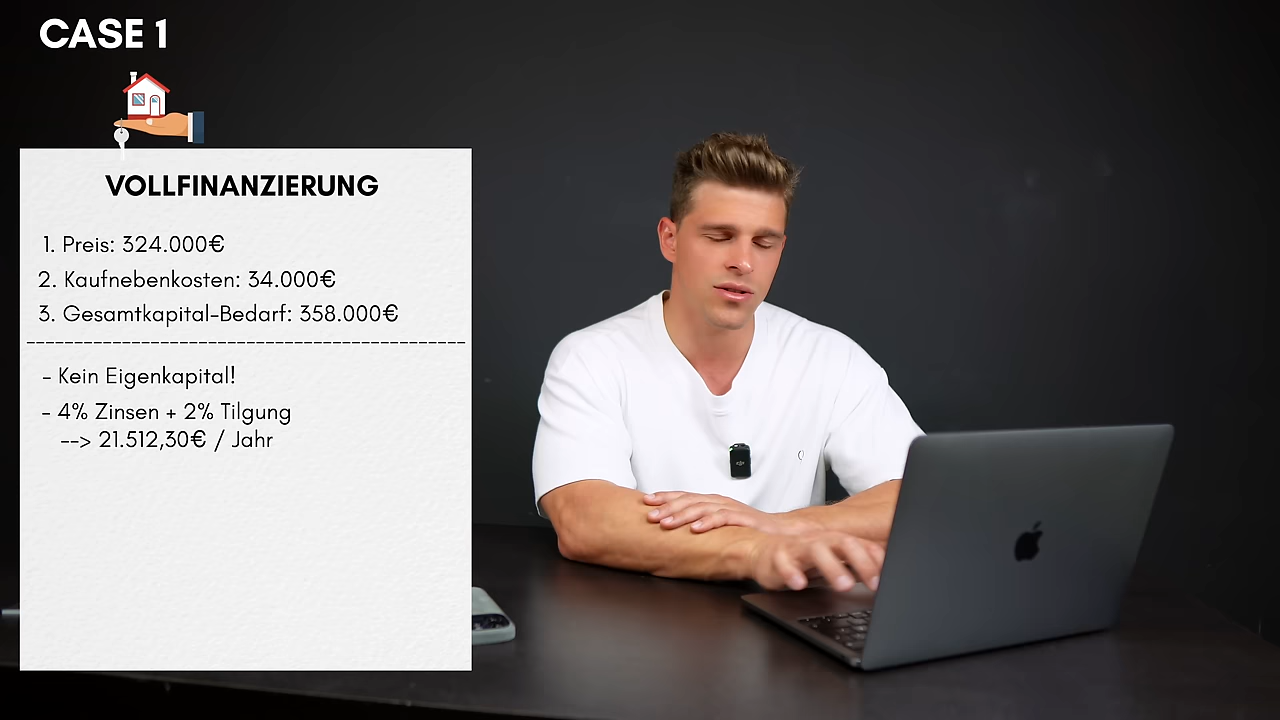 CASE 1
VOLLFINANZIERUNG
1. Preis: 324.000€
2. Kaufnebenkosten: 34.000€
3. Gesamtkapital-Bedarf: 358.000€
- Kein Eigenkapital!
- 4% Zinsen + 2% Tilgung
--> 21.512,30€ / Jahr